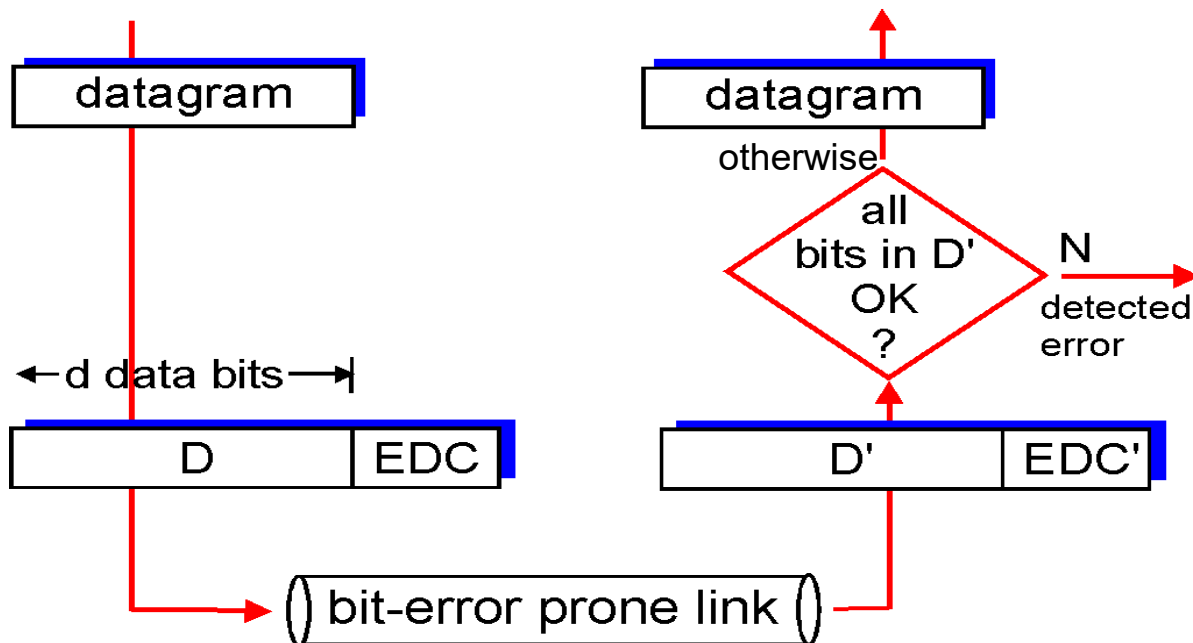 datagram
d data bits
D EDC
bit-error prone link
datagram
otherwise
all
bits in D'
OK
?
N
detected
error
D' EDC'